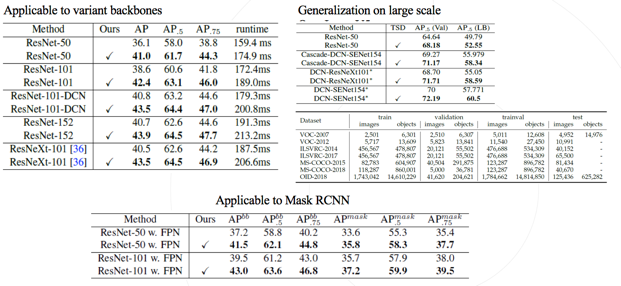 Applicable to variant backbones
Method Ours AP AP.5 AP.75 runtime
ResNet-50 36.1 58.0 38.8 159.4 ms
ResNet-50 ✓ 41.0 61.7 44.3 174.9 ms
ResNet-101 38.6 60.6 41.8 172.4ms
ResNet-101 ✓ 42.4 63.1 46.0 189.0ms
ResNet-101-DCN 40.8 63.2 44.6 179.3ms
ResNet-101-DCN ✓ 43.5 64.4 47.0 200.8ms
ResNet-152 40.7 62.6 44.6 191.3ms
ResNet-152 ✓ 43.9 64.5 47.7 213.2ms
ResNeXt-101 [36] 40.5 62.6 44.2 187.5ms
ResNeXt-101 [36] ✓ 43.5 64.5 46.9 206.6ms
Generalization on large scale
Method TSD AP.5 (Val) AP.5 (LB)
ResNet-50 64.64 49.79
ResNet-50 ✓ 68.18 52.55
Cascade-DCN-SENet154 69.27 55.979
Cascade-DCN-SENet154 ✓ 71.17 58.34
DCN-ResNeXt101* 68.70 55.05
DCN-ResNeXt101* ✓ 71.71 58.59
DCN-SENet154* 70 57.771
DCN-SENet154* ✓ 72.19 60.5
Dataset train validation trainval test
images objects images objects images objects images objects
VOC-2007 2,501 6,301 2,510 6,307 5,011 12,608 4,952 14,976
VOC-2012 5,717 13,609 5,823 13,841 11,540 27,450 10,991 -
ILSVRC-2014 456,567 478,807 20,121 55,502 476,688 534,309 40,152 -
ILSVRC-2017 456,567 478,807 20,121 55,502 476,688 534,309 65,500 -
MS-COCO-2015 82,783 604,907 40,504 291,875 123,287 896,782 81,434 -
MS-COCO-2018 118,287 860,001 5,000 36,781 123,287 896,782 40,670 -
OID-2018 1,743,042 14,610,229 41,620 204,621 1,784,662 14,814,850 125,436 625,282
Applicable to Mask RCNN
Method Ours APbb APbb.5 APbb.75 APmask APmask.5 APmask.75
ResNet-50 w. FPN 37.2 58.8 40.2 33.6 55.3 35.4
ResNet-50 w. FPN ✓ 41.5 62.1 44.8 35.8 58.3 37.7
ResNet-101 w. FPN 39.5 61.2 43.0 35.7 57.9 38.0
ResNet-101 w. FPN ✓ 43.0 63.6 46.8 37.2 59.9 39.5